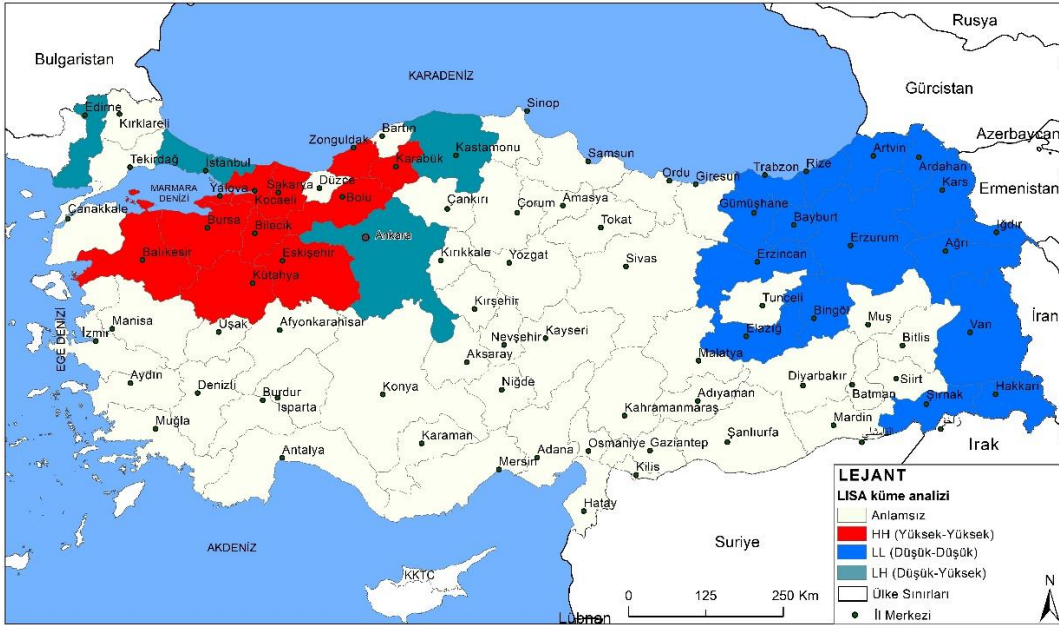 Rusya
Bulgaristan
KARADENİZ
Gürcistan
Sinop
Edirne
Kırklareli
Bartın
Zonguldak
Azerbaycan
Artvin
Ardahan
Tekirdağ
İstanbul
Karabük
Kastamonu
Samsun
Trabzon
Rize
Ordu
Giresun
Kars
Ermenistan
MARMARA
DENİZİ
Yalova
Kocaeli
Sakarya
Düzce
Bolu
Çankırı
Çorum
Amasya
Tokat
Gümüşhane
Bayburt
Iğdır
Çanakkale
Bursa
Bilecik
Ankara
Erzurum
Ağrı
Balıkesir
Eskişehir
Kırıkkale
Yozgat
Sivas
Erzincan
Kütahya
Kırşehir
Tunceli
Bingöl
Muş
İran
EGE DENİZİ
Manisa
İzmir
Uşak
Afyonkarahisar
Nevşehir
Kayseri
Elazığ
Van
Bitlis
Aksaray
Malatya
Aydın
Denizli
Burdur
Isparta
Konya
Niğde
Adıyaman
Diyarbakır
Siirt
Batman
Hakkari
Şırnak
Muğla
Karaman
Kahramanmaraş
Mardin
Antalya
Adana
Osmaniye
Gaziantep
Şanlıurfa
Irak
Mersin
Kilis
Hatay
AKDENİZ
KKTC
Suriye
Lübnan
0 125 250 Km
LEJANT
LISA küme analizi
Anlamsız
HH (Yüksek-Yüksek)
LL (Düşük-Düşük)
LH (Düşük-Yüksek)
Ülke Sınırları
İl Merkezi
N